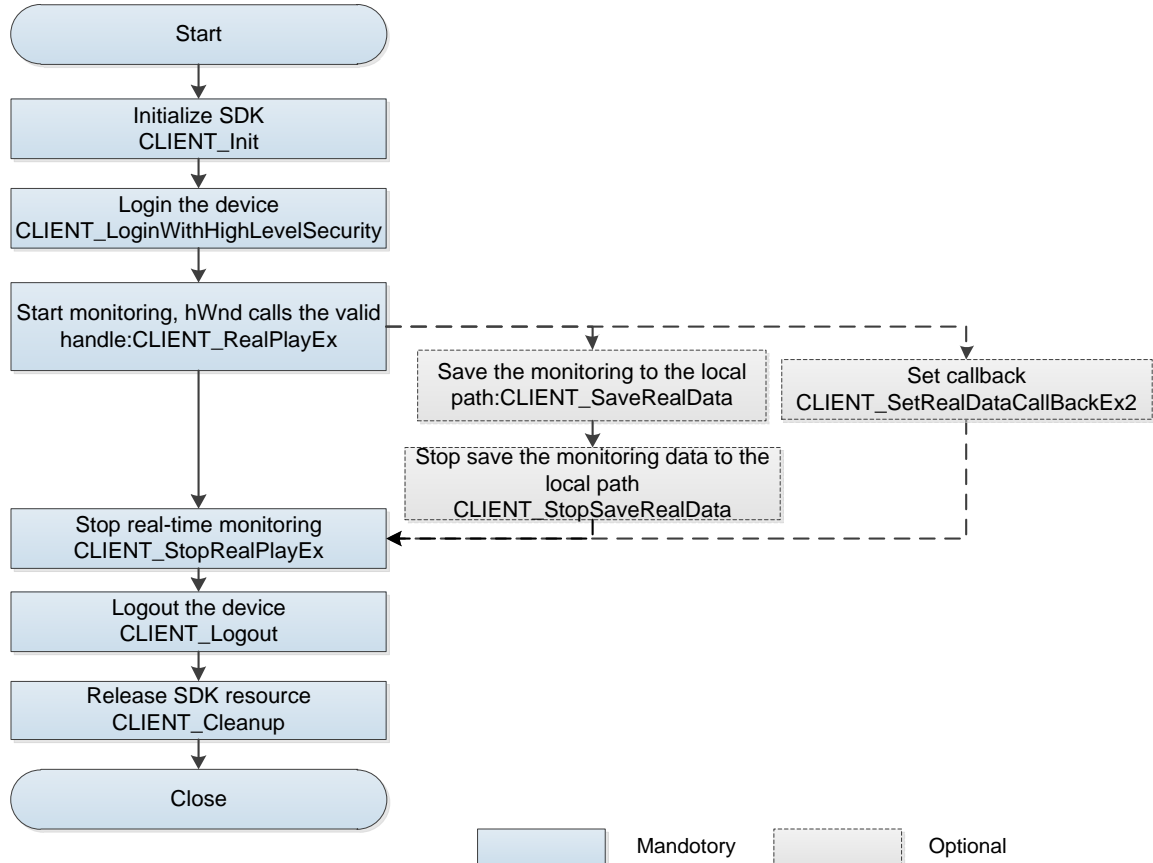 Start
Initialize SDK
CLIENT_Init
Login the device
CLIENT_LoginWithHighLevelSecurity
Start monitoring, hWnd calls the valid
handle:CLIENT_RealPlayEx
Save the monitoring to the local
path:CLIENT_SaveRealData
Set callback
CLIENT_SetRealDataCallBackEx2
Stop save the monitoring data to the
local path
CLIENT_StopSaveRealData
Stop real-time monitoring
CLIENT_StopRealPlayEx
Logout the device
CLIENT_Logout
Release SDK resource
CLIENT_Cleanup
Close
Mandotory
Optional